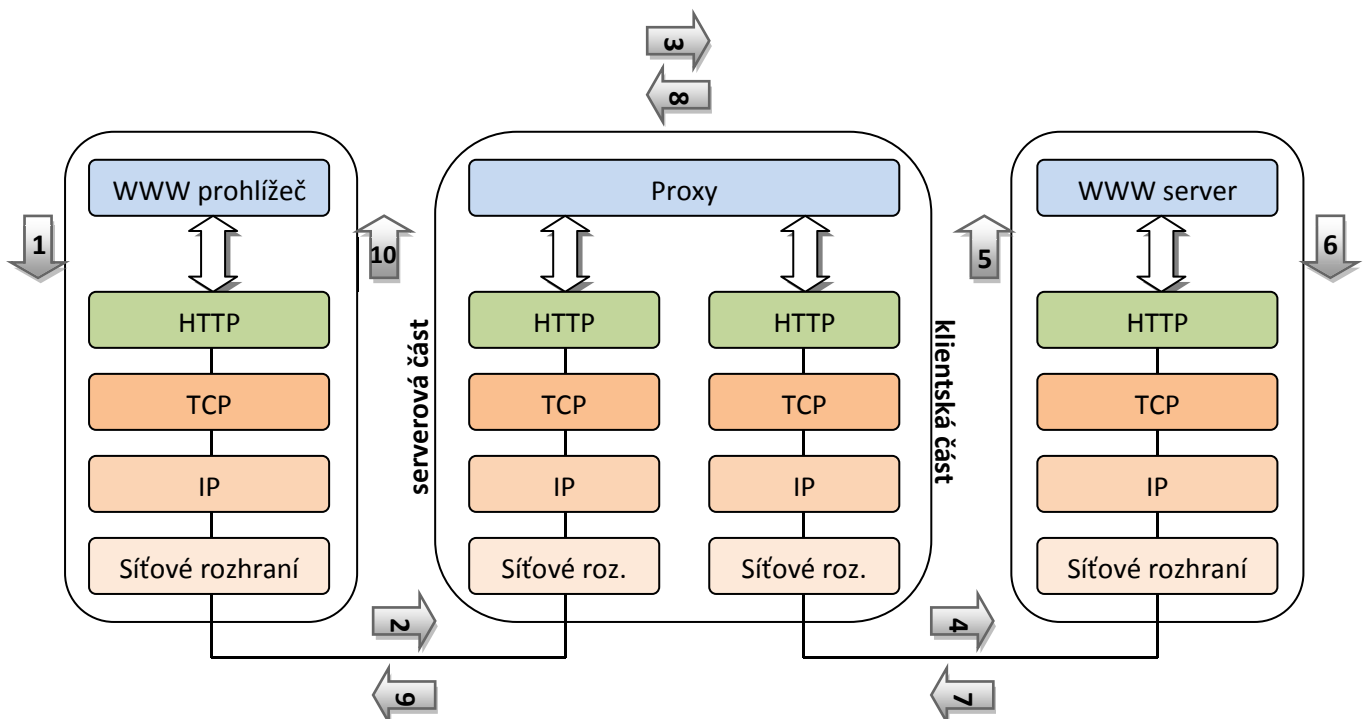 3
8
WWW prohlížeč
Proxy
WWW server
1
10
5
6
HTTP
HTTP
HTTP
HTTP
serverová část
klientská část
TCP
TCP
TCP
TCP
IP
IP
IP
IP
Síťové rozhraní
Síťové roz.
Síťové roz.
Síťové rozhraní
2
4
9
7